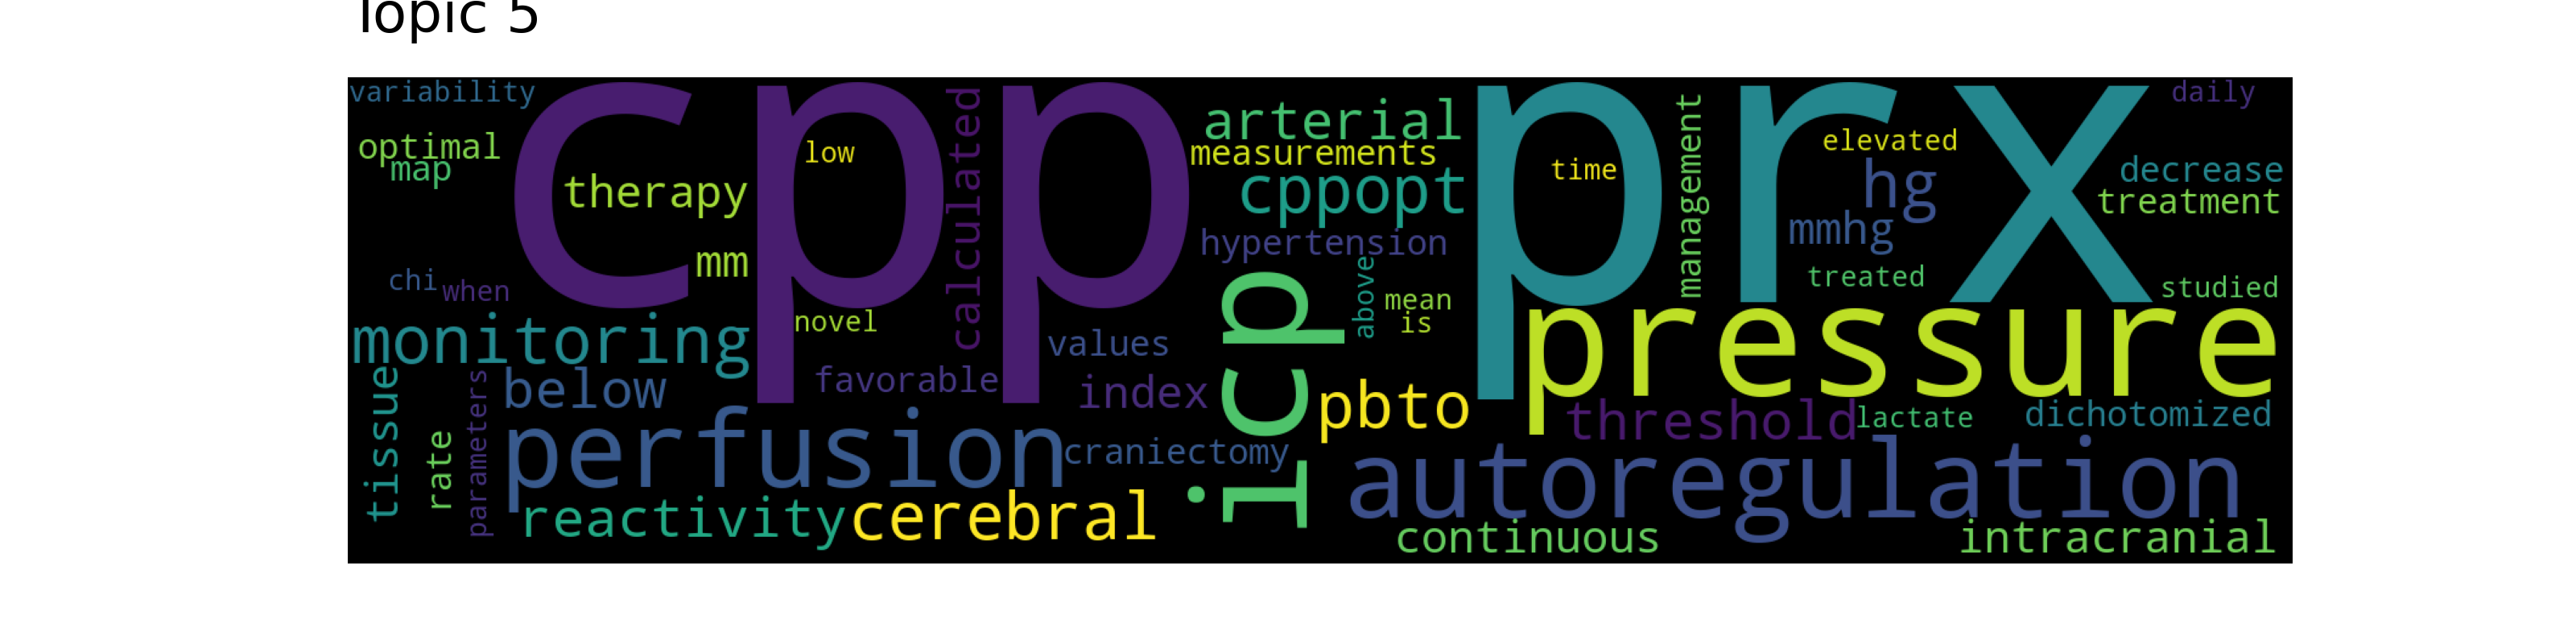 Topic 5
variability
cpp
prx
daily
optimal
map
therapy
low
calculated
arterial
measurements
cppopt
time
management
elevated
hg
mmhg
decrease
treatment
hypertension
mm
chi
when
novel
icp
above
mean
is
treated
studied
monitoring
values
pressure
tissue
rate
parameters
below
favorable
index
pbto
threshold
lactate
dichotomized
perfusion
craniectomy
autoregulation
reactivity
cerebral
continuous
intracranial